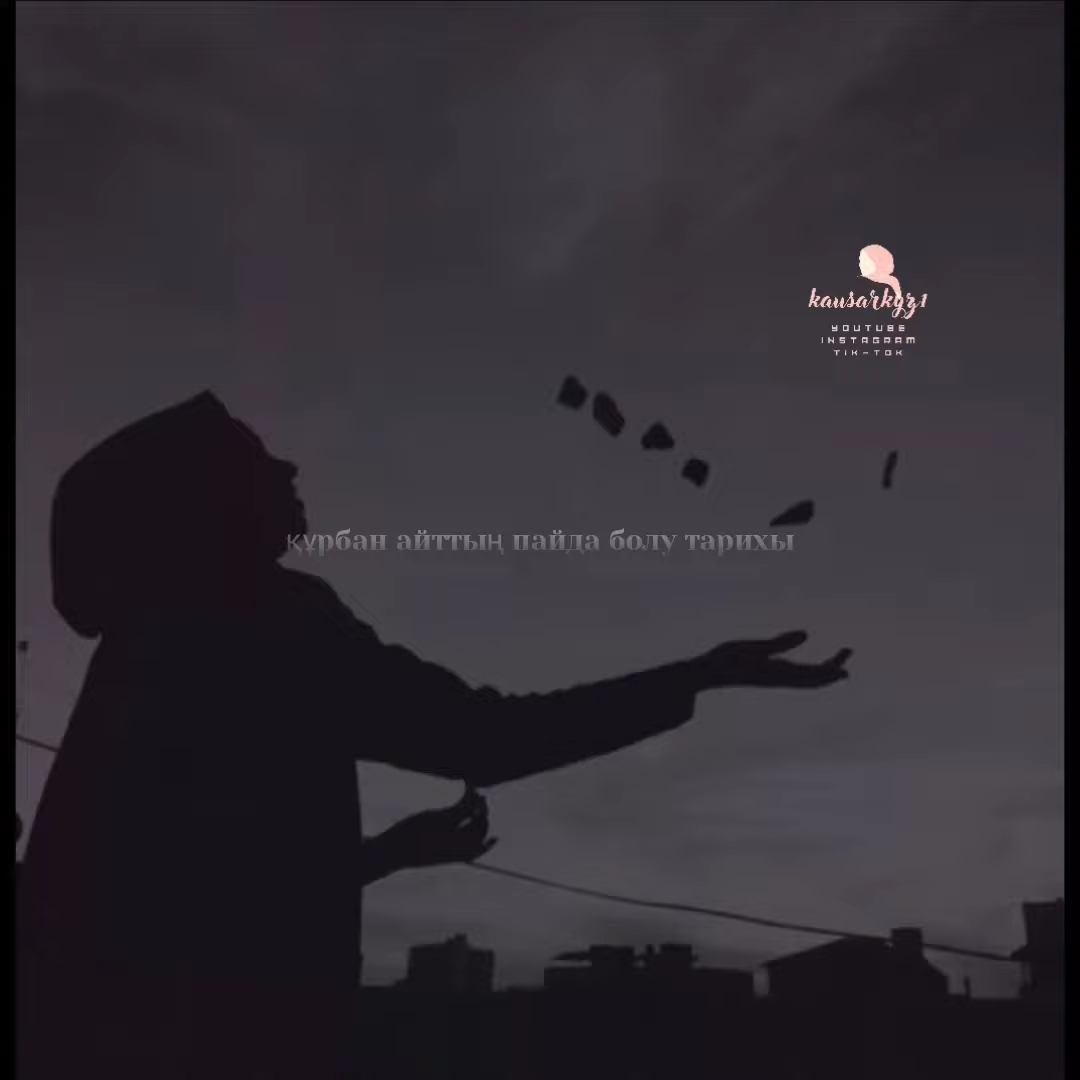 kausarkyz1
YOUTUBE
INSTAGRAM
TIK-TOK
құрбан айттың пайда болу тарихы